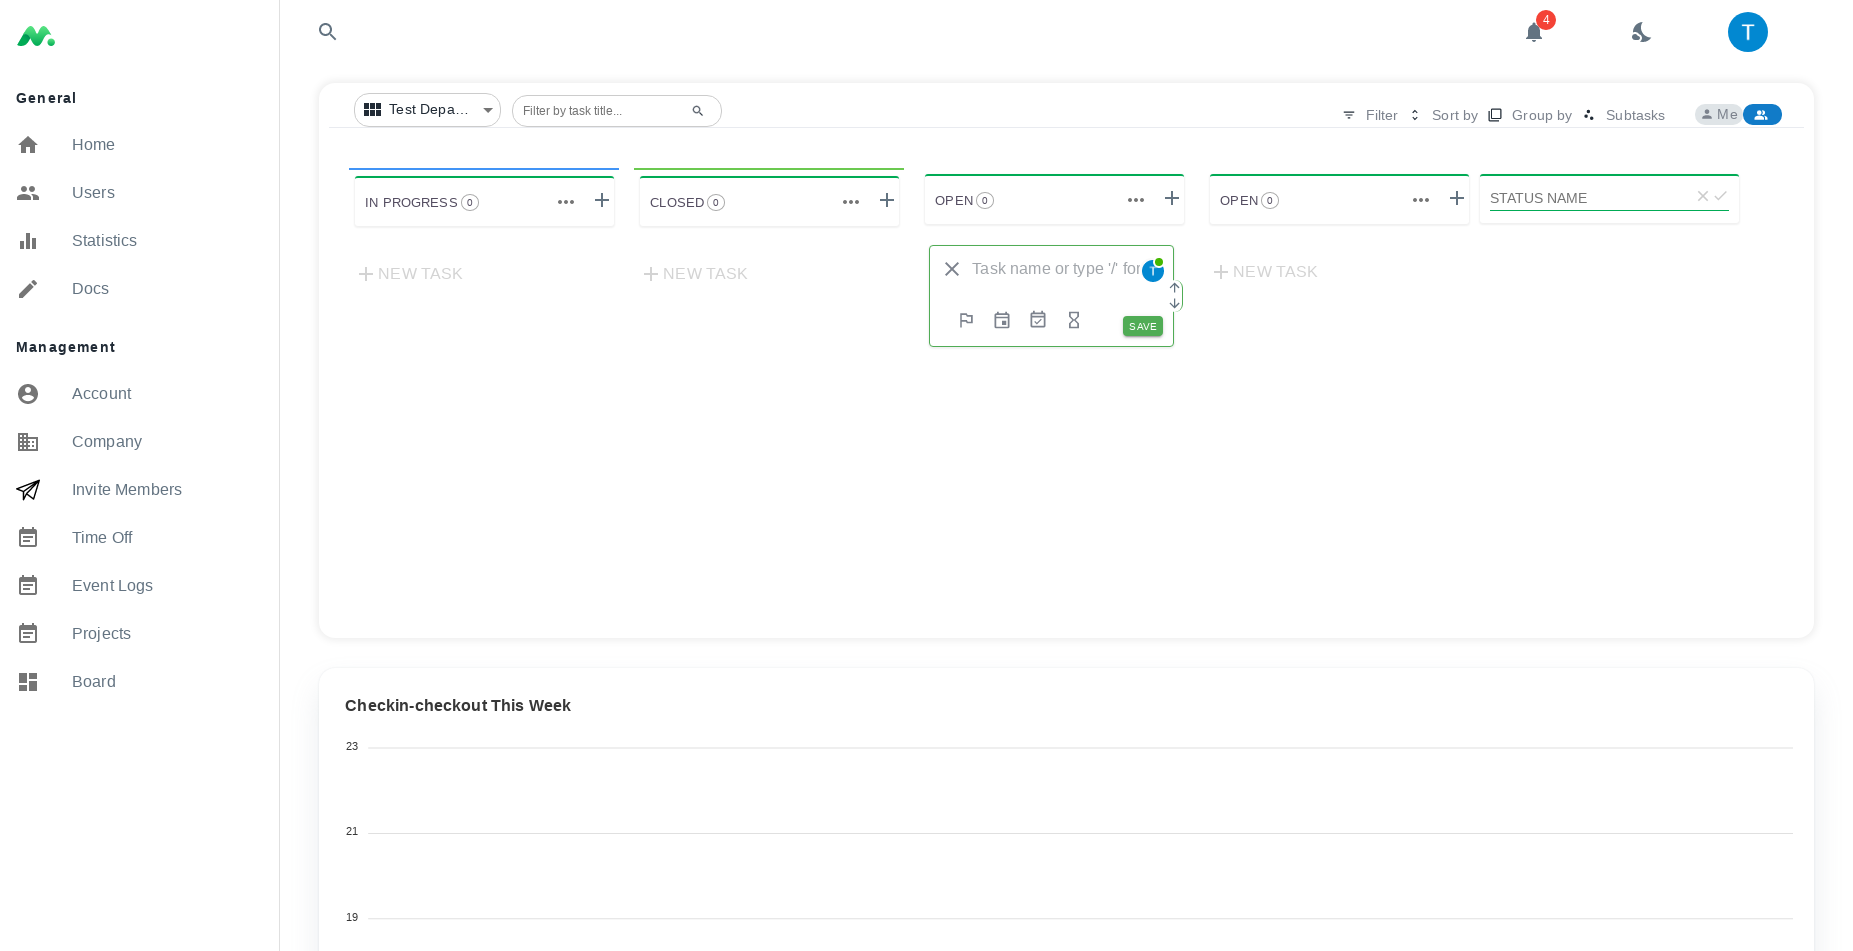 4
T
General
Home
Users
Statistics
Docs
Management
Account
Company
Invite Members
Time Off
Event Logs
Projects
Board
Test Depa... Filter by task title... Filter Sort by Group by Subtasks Me
IN PROGRESS 0 CLOSED 0 OPEN 0 OPEN 0 STATUS NAME
NEW TASK NEW TASK Task name or type '/' for T NEW TASK
SAVE
Checkin-checkout This Week
23
21
19